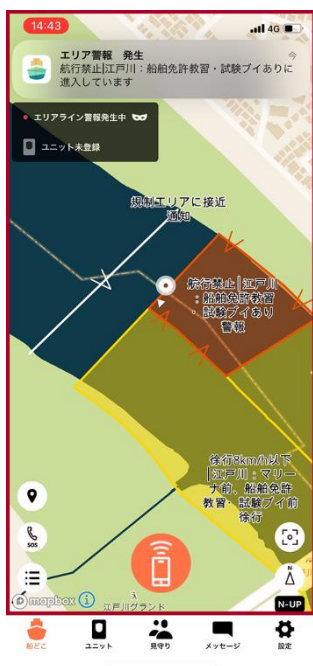 14:43
4G
エリア警報　発生
航行禁止|江戸川：船舶免許教習・試験ブイありに
進入しています
エリアライン警報発生中
ユニット未登録
規制エリアに接近
通知
航行禁止|江戸川
：船舶免許教習
・試験ブイあり
警報
徐行8km/h以下
|江戸川：マリー
ナ前、船舶免許
教習・試験ブイ前
徐行
SOS
N
mapbox
江戸川グランド
N-UP
船どこ
ユニット
見守り
メッセージ
設定